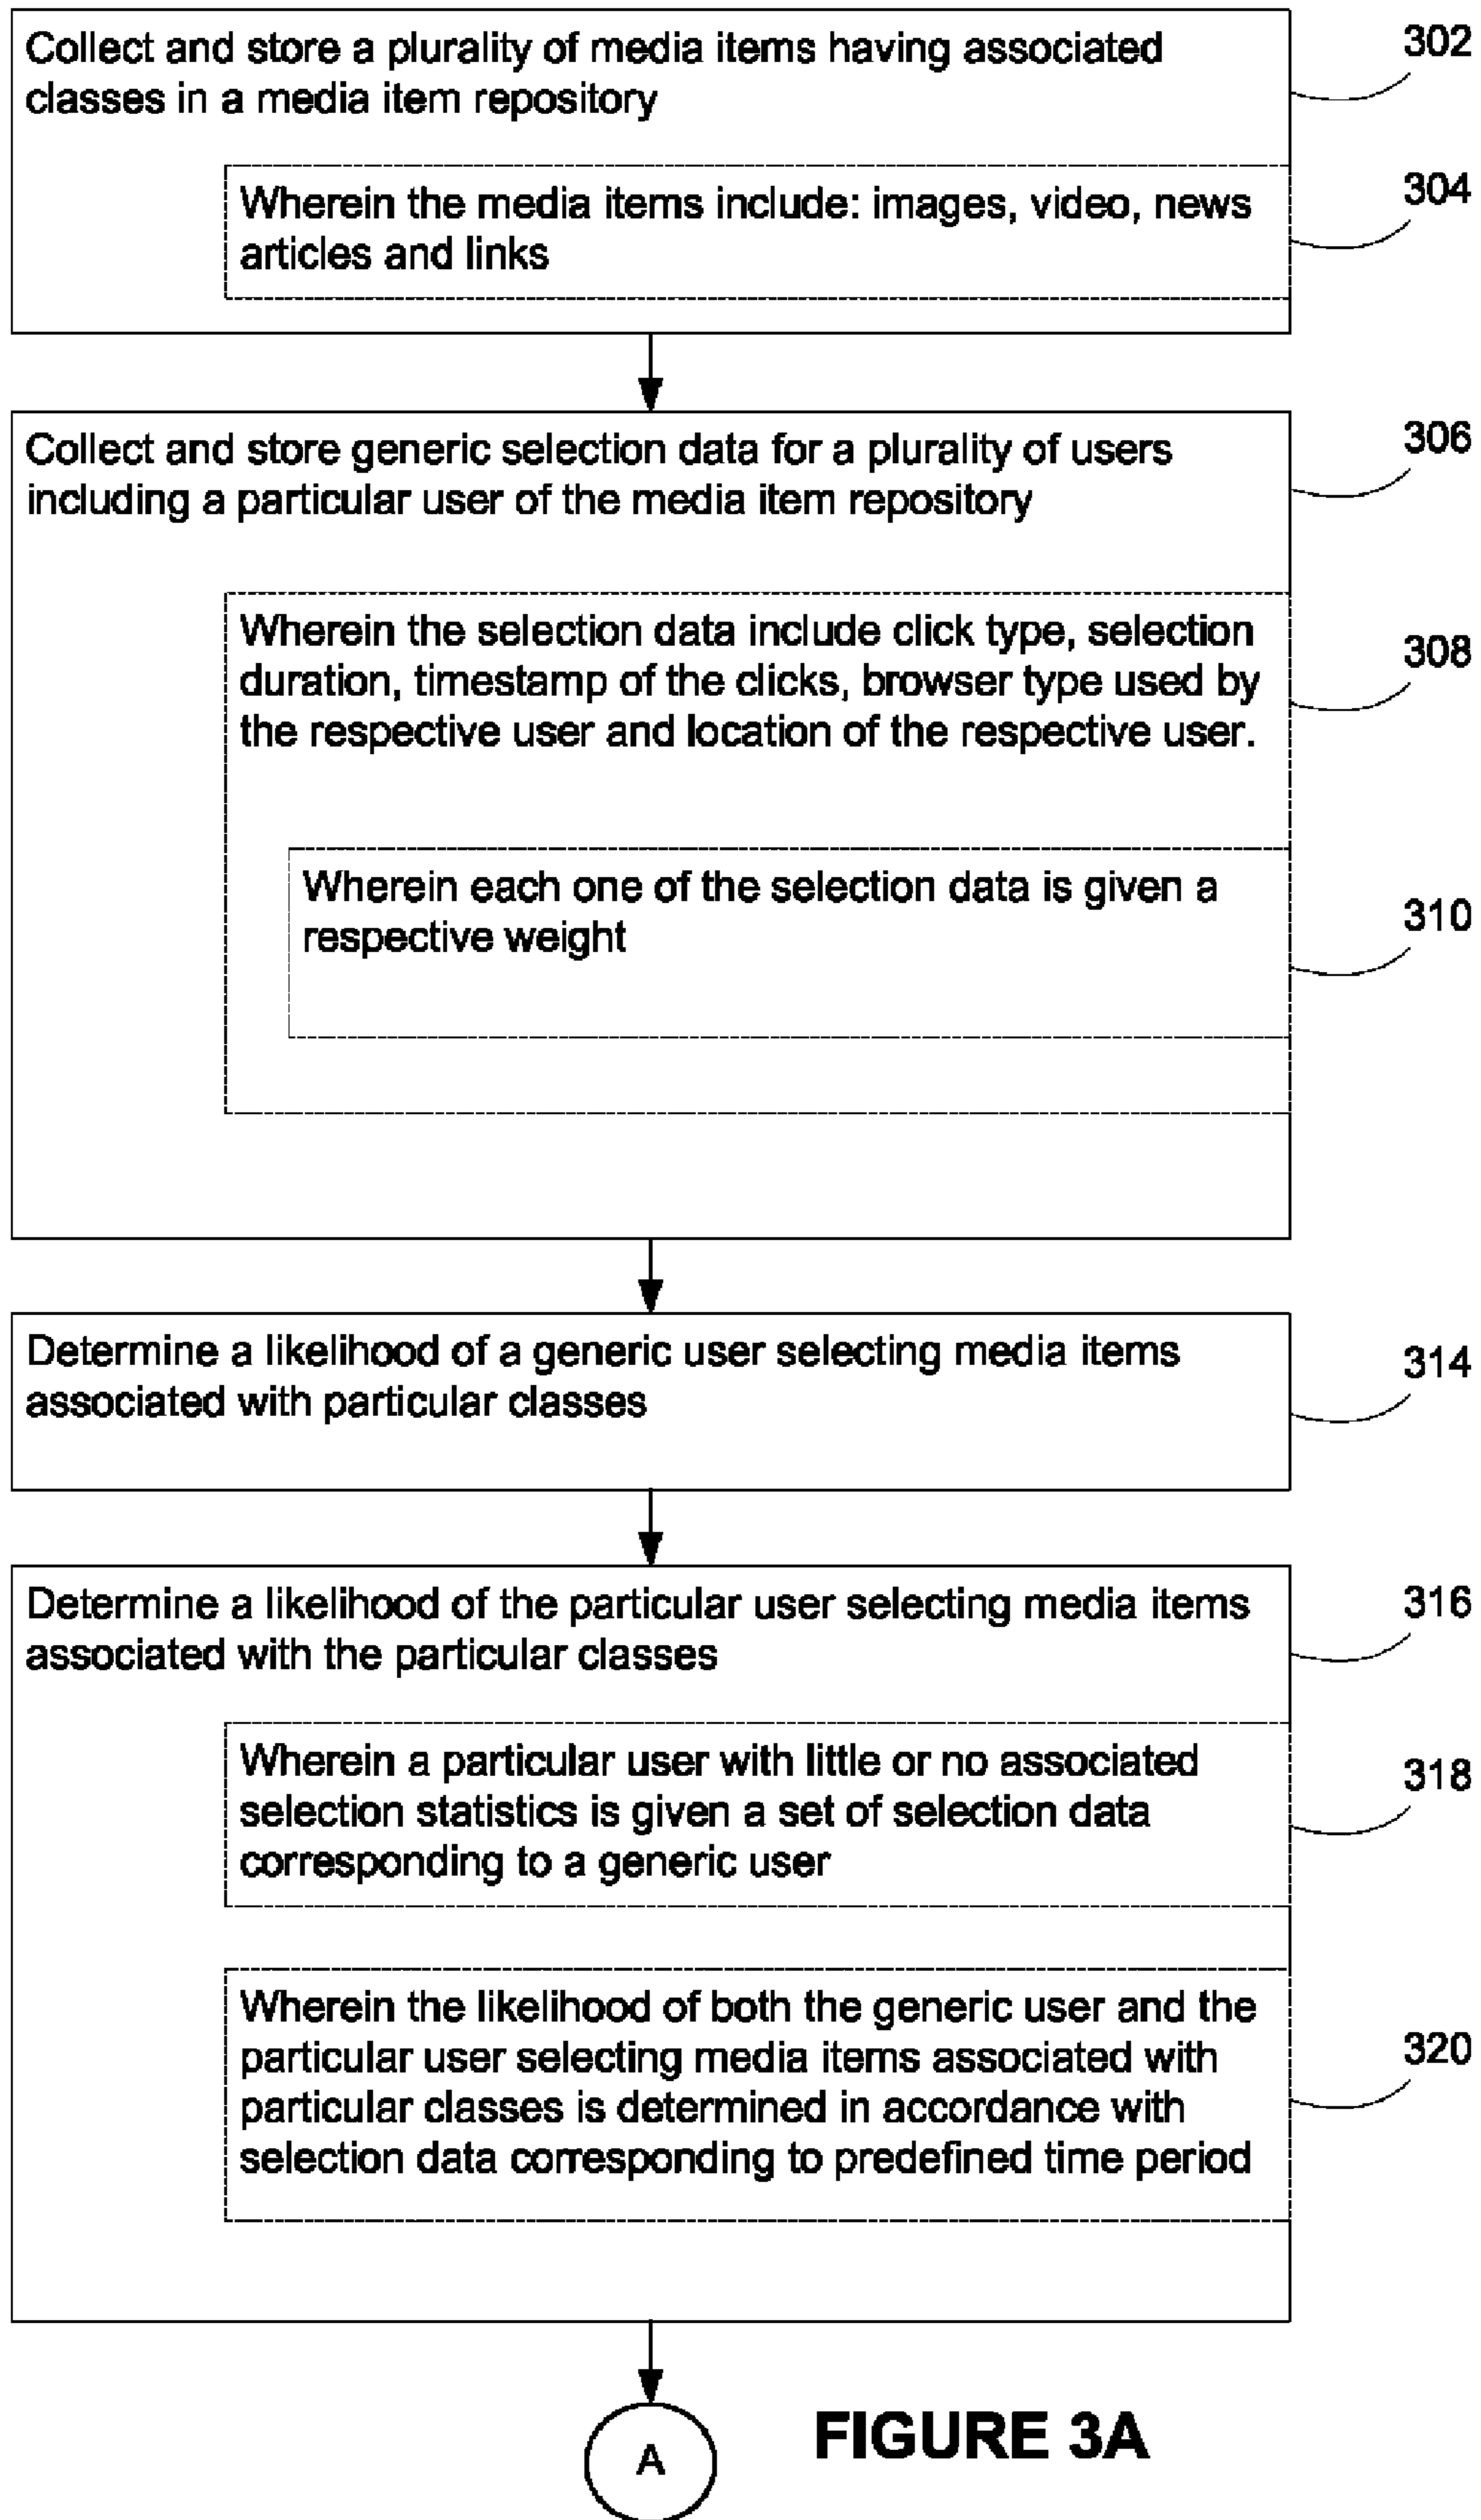 Collect and store a plurality of media items having associated
classes in a media item repository
302
Wherein the media items include: images, video, news
articles and links
304
Collect and store generic selection data for a plurality of users
including a particular user of the media item repository
306
Wherein the selection data include click type, selection
duration, timestamp of the clicks, browser type used by
the respective user and location of the respective user.
308
Wherein each one of the selection data is given a
respective weight
310
Determine a likelihood of a generic user selecting media items
associated with particular classes
314
Determine a likelihood of the particular user selecting media items
associated with the particular classes
316
Wherein a particular user with little or no associated
selection statistics is given a set of selection data
corresponding to a generic user
318
Wherein the likelihood of both the generic user and the
particular user selecting media items associated with
particular classes is determined in accordance with
selection data corresponding to predefined time period
320
A
FIGURE 3A